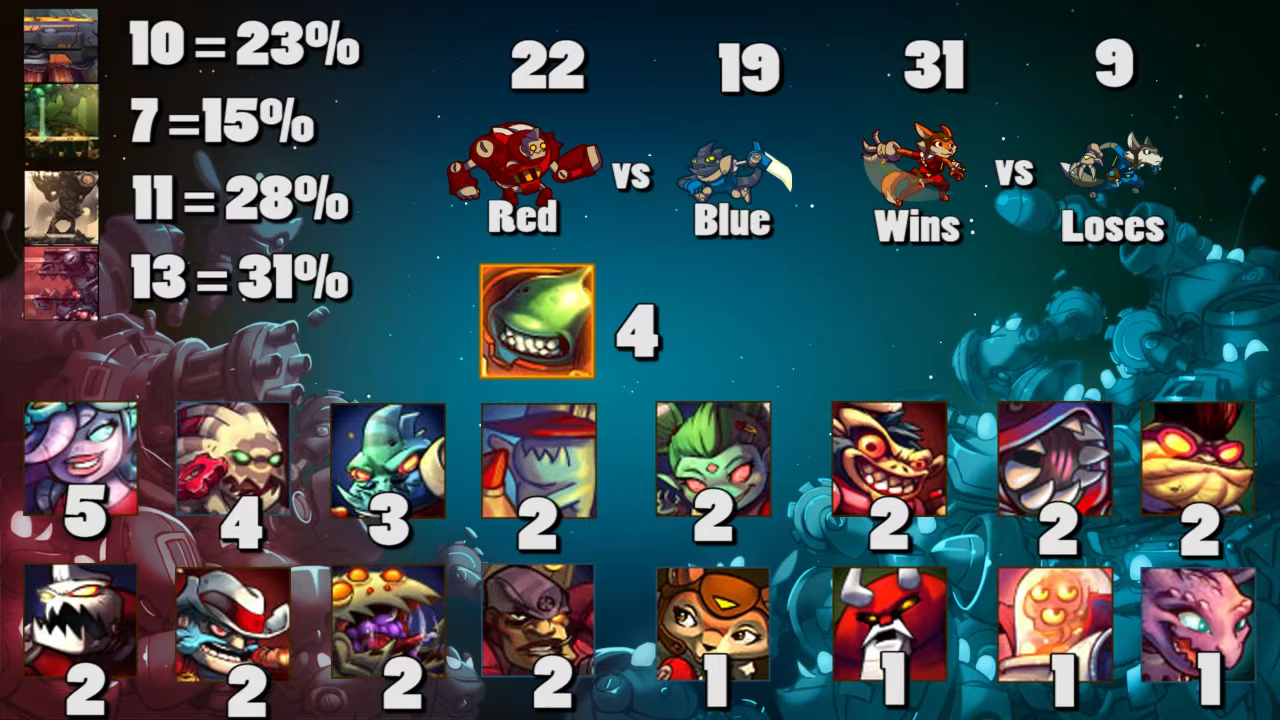 10 = 23%
7 =15%
11 = 28%
13 = 31%
22 19 31 9
vs vs
Red Blue Wins Loses
4
5 4 3 2 2 2 2 2
2 2 2 2 1 1 1 1